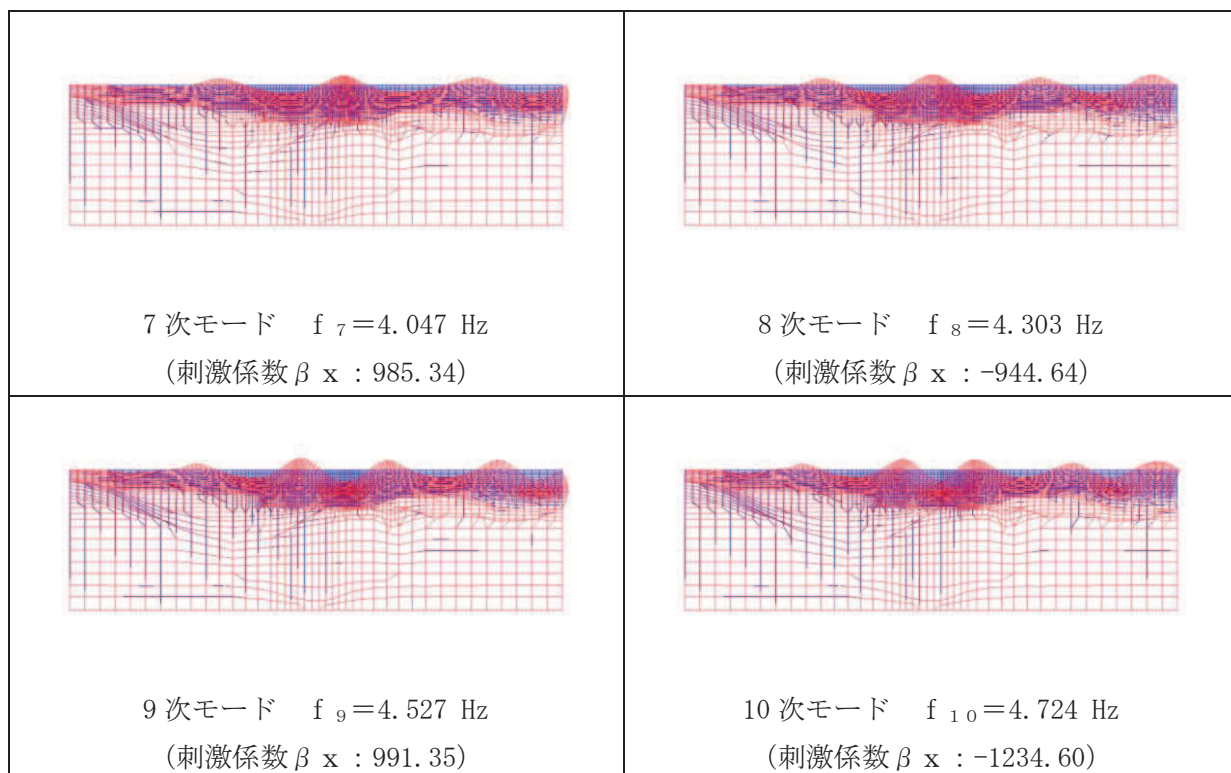 7 次モード　f ₇＝4.047 Hz
(刺激係数β x : 985.34)
8 次モード　f ₈＝4.303 Hz
(刺激係数β x : -944.64)
9 次モード　f ₉＝4.527 Hz
(刺激係数β x : 991.35)
10 次モード　f ₁₀＝4.724 Hz
(刺激係数β x : -1234.60)